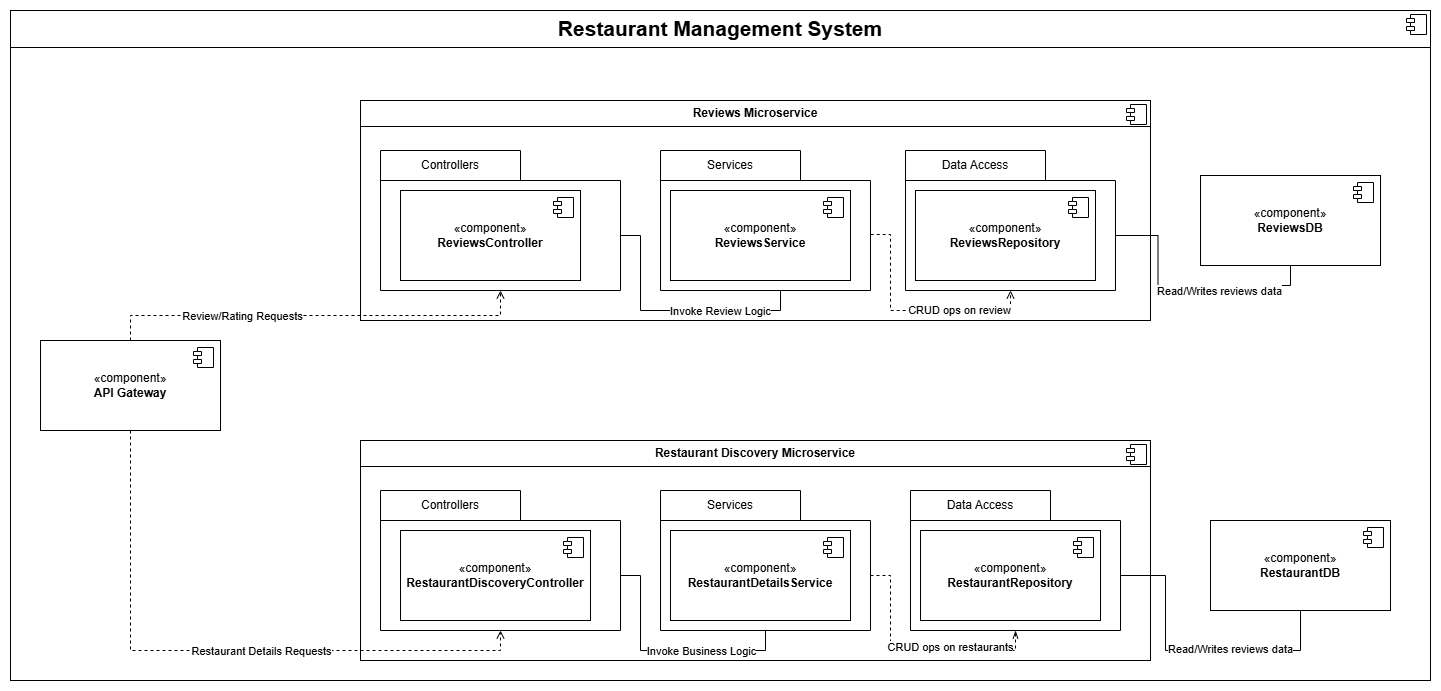 Restaurant Management System
Reviews Microservice
Controllers
Services
Data Access
«component»
ReviewsController
«component»
ReviewsService
«component»
ReviewsRepository
«component»
ReviewsDB
Read/Writes reviews data
Invoke Review Logic
CRUD ops on review
Review/Rating Requests
«component»
API Gateway
Restaurant Discovery Microservice
Controllers
Services
Data Access
«component»
RestaurantDiscoveryController
«component»
RestaurantDetailsService
«component»
RestaurantRepository
«component»
RestaurantDB
Restaurant Details Requests
Invoke Business Logic
CRUD ops on restaurants
Read/Writes reviews data